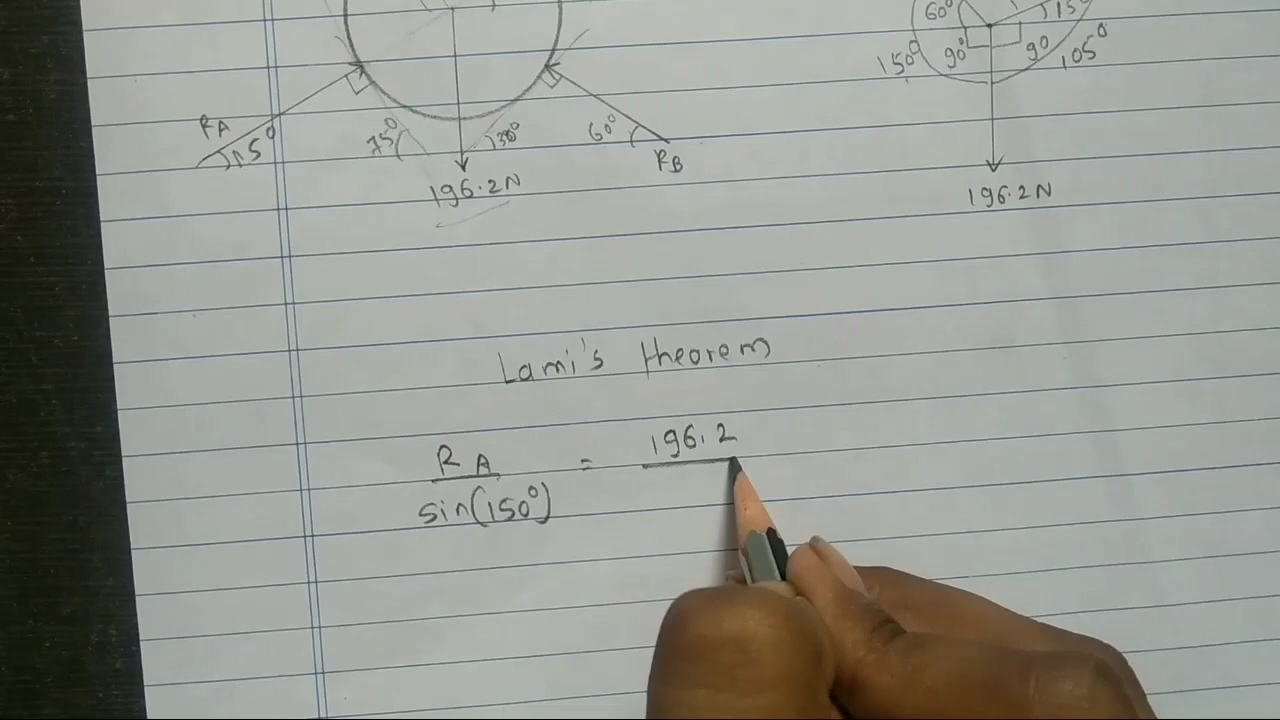 60° 15°
150° 90° 90 105°
RA 15° 75° 30° 60° RB
196.2N
196.2N
Lami's theorem
RA = 196.2
sin(150°)